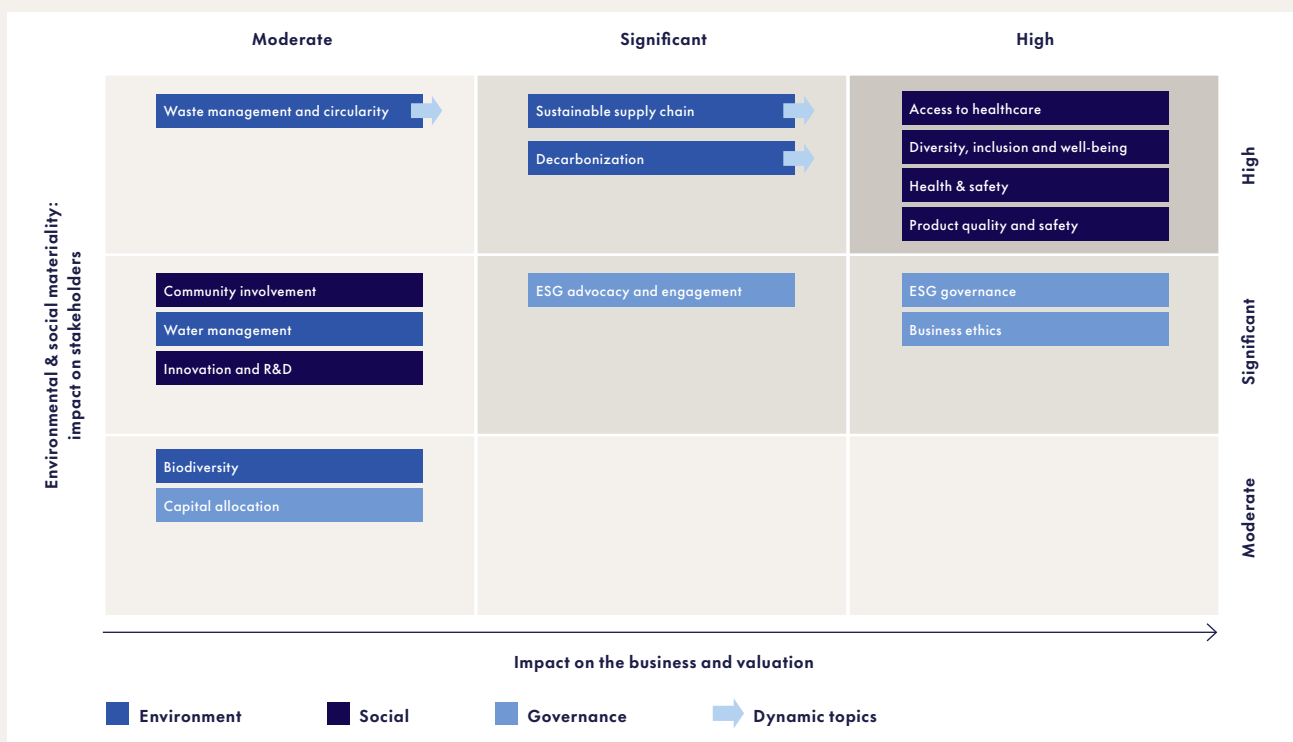 Moderate
Significant
High
Environmental & social materiality:
impact on stakeholders
Waste management and circularity
Sustainable supply chain
Decarbonization
Access to healthcare
Diversity, inclusion and well-being
Health & safety
Product quality and safety
High
Community involvement
Water management
Innovation and R&D
ESG advocacy and engagement
ESG governance
Business ethics
Significant
Biodiversity
Capital allocation
Moderate
Impact on the business and valuation
Environment
Social
Governance
Dynamic topics